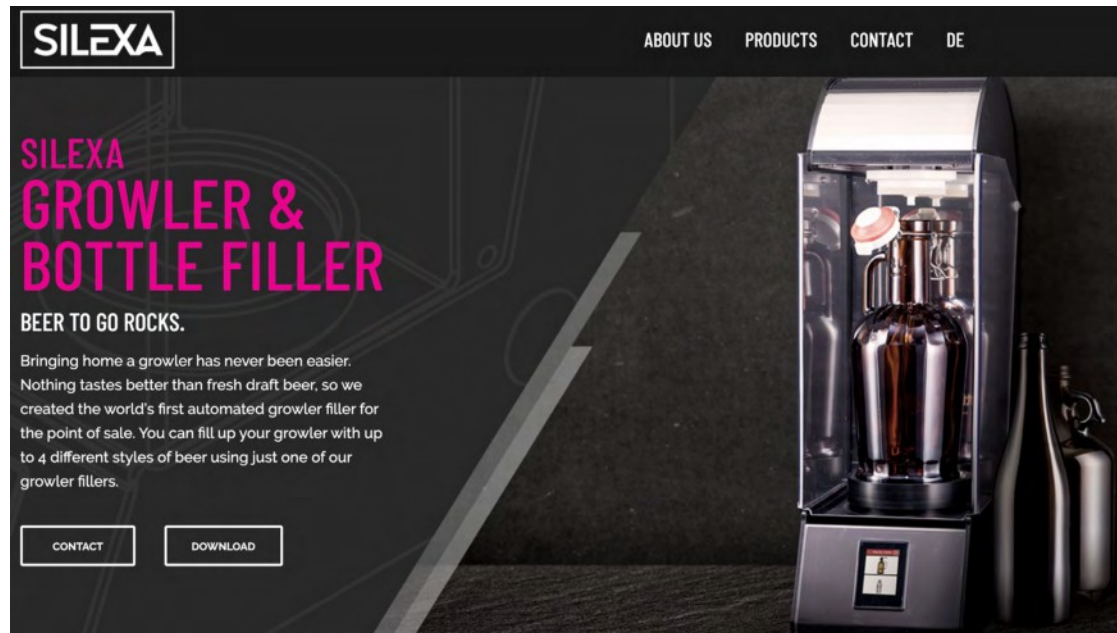 SILEXA
ABOUT US PRODUCTS CONTACT DE
SILEXA
GROWLER &
BOTTLE FILLER
BEER TO GO ROCKS.
Bringing home a growler has never been easier.
Nothing tastes better than fresh draft beer, so we
created the world's first automated growler filler for
the point of sale. You can fill up your growler with up
to 4 different styles of beer using just one of our
growler fillers.
CONTACT DOWNLOAD